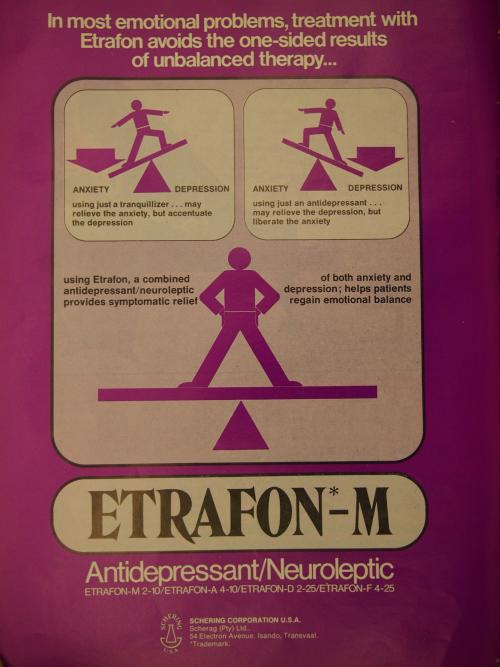 In most emotional problems, treatment with
Etrafon avoids the one-sided results
of unbalanced therapy...
ANXIETY DEPRESSION
using just a tranquillizer . . . may
relieve the anxiety, but accentuate
the depression
ANXIETY DEPRESSION
using just an antidepressant . . .
may relieve the depression, but
liberate the anxiety
using Etrafon, a combined
antidepressant/neuroleptic
provides symptomatic relief
of both anxiety and
depression; helps patients
regain emotional balance
ETRAFON*-M
Antidepressant/Neuroleptic
ETRAFON-M 2-10/ETRAFON-A 4-10/ETRAFON-D 2-25/ETRAFON-F 4-25
SCHERING
U.S.A.
SCHERING CORPORATION U.S.A.
Scherag (Pty) Ltd.,
54 Electron Avenue, Isando, Transvaal.
*Trademark.